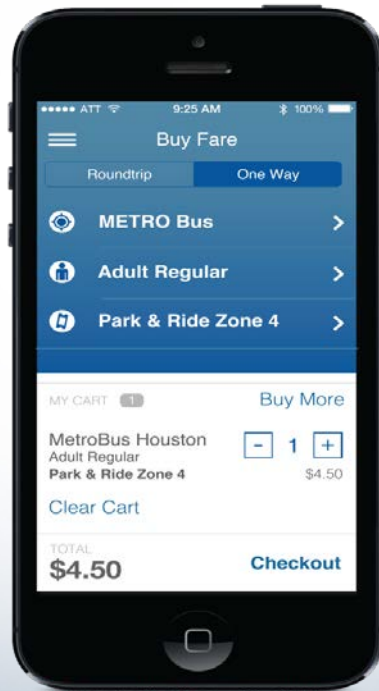 ATT 9:25 AM 100%
Buy Fare
Roundtrip One Way
METRO Bus
Adult Regular
Park & Ride Zone 4
MY CART 1 Buy More
MetroBus Houston - 1 +
Adult Regular
Park & Ride Zone 4 $4.50
Clear Cart
TOTAL
$4.50 Checkout